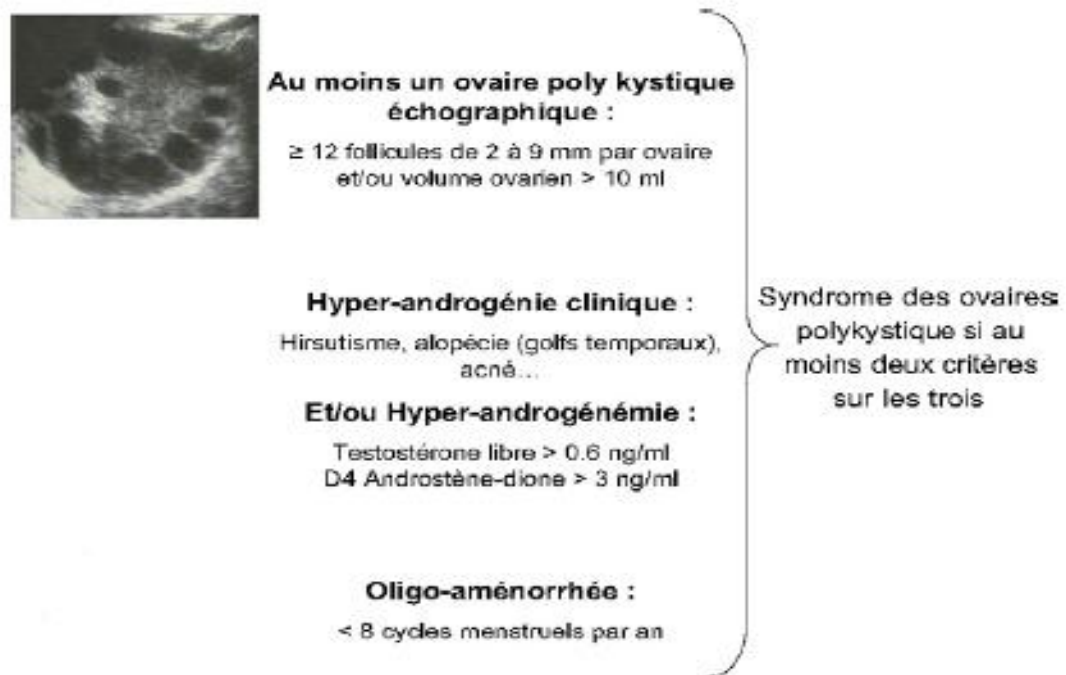 Au moins un ovaire poly kystique
échographique :
≥ 12 follicules de 2 à 9 mm par ovaire
et/ou volume ovarien > 10 ml
Hyper-androgénie clinique :
Hirsutisme, alopécie (golfs temporaux),
acné...
Et/ou Hyper-androgénémie :
Testostérone libre > 0.6 ng/ml
D4 Androstène-dione > 3 ng/ml
Oligo-aménorrhée :
< 8 cycles menstruels par an
Syndrome des ovaires
polykystique si au
moins deux critères
sur les trois